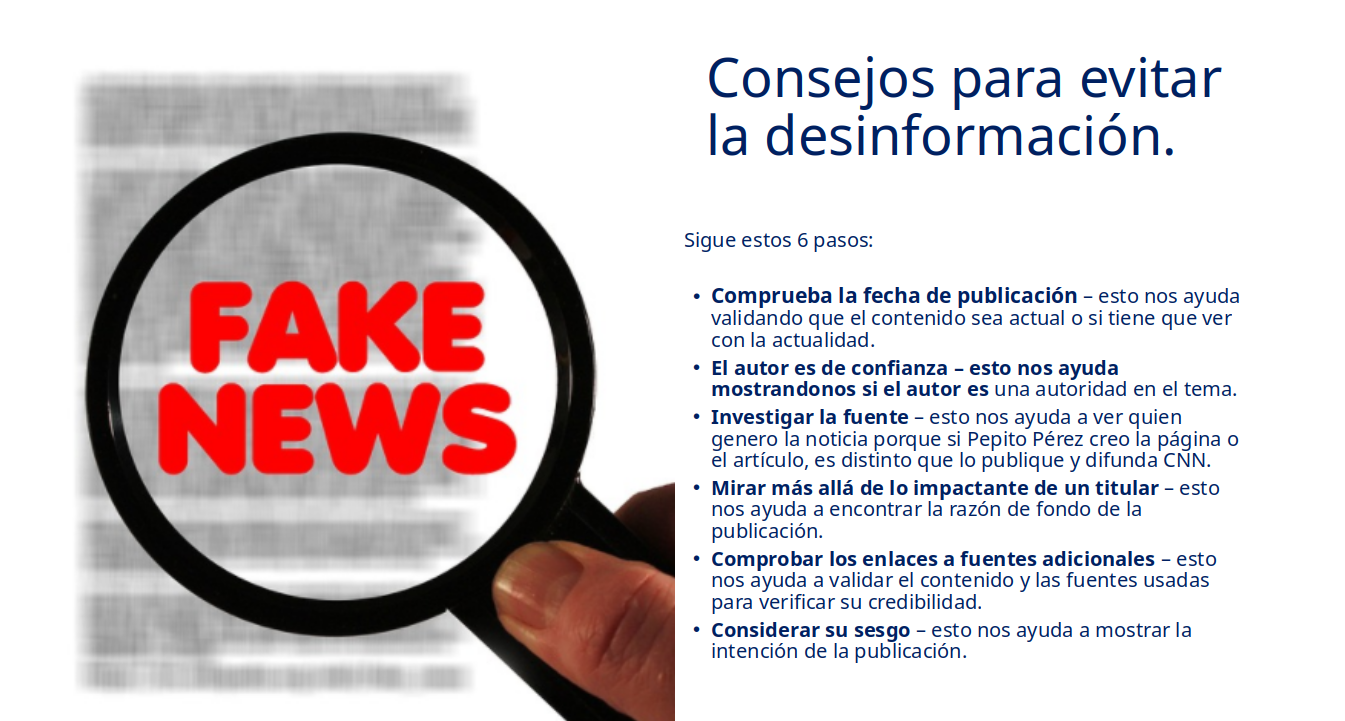 FAKE
NEWS
Consejos para evitar
la desinformación.
Sigue estos 6 pasos:
• Comprueba la fecha de publicación – esto nos ayuda
validando que el contenido sea actual o si tiene que ver
con la actualidad.
• El autor es de confianza – esto nos ayuda
mostrandonos si el autor es una autoridad en el tema.
• Investigar la fuente – esto nos ayuda a ver quien
genero la noticia porque si Pepito Pérez creo la página o
el artículo, es distinto que lo publique y difunda CNN.
• Mirar más allá de lo impactante de un titular – esto
nos ayuda a encontrar la razón de fondo de la
publicación.
• Comprobar los enlaces a fuentes adicionales – esto
nos ayuda a validar el contenido y las fuentes usadas
para verificar su credibilidad.
• Considerar su sesgo – esto nos ayuda a mostrar la
intención de la publicación.